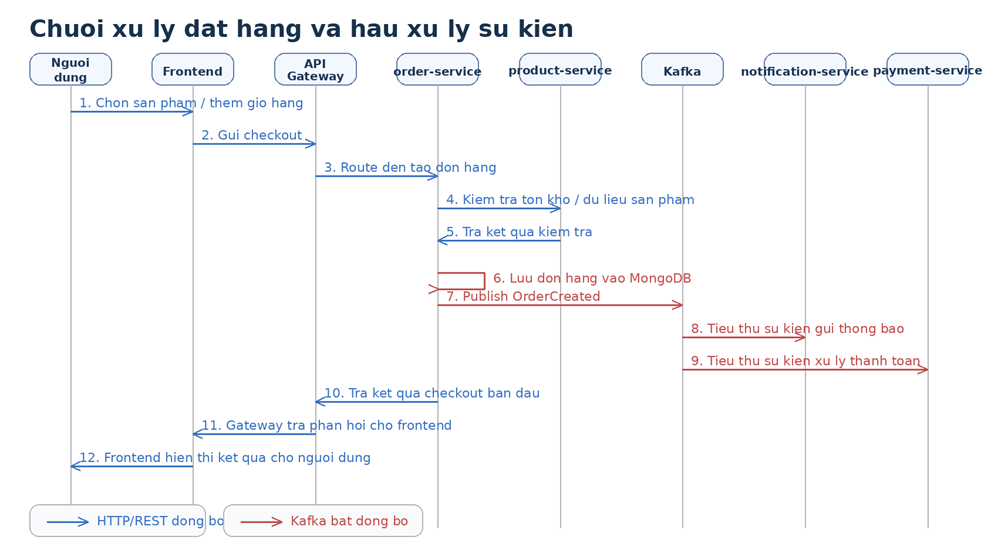 Chuoi xu ly dat hang va hau xu ly su kien
Nguoi
dung
Frontend
API
Gateway
order-service
product-service
Kafka
notification-service
payment-service
1. Chon san pham / them gio hang
2. Gui checkout
3. Route den tao don hang
4. Kiem tra ton kho / du lieu san pham
5. Tra ket qua kiem tra
6. Luu don hang vao MongoDB
7. Publish OrderCreated
8. Tieu thu su kien gui thong bao
9. Tieu thu su kien xu ly thanh toan
10. Tra ket qua checkout ban dau
11. Gateway tra phan hoi cho frontend
12. Frontend hien thi ket qua cho nguoi dung
HTTP/REST dong bo
Kafka bat dong bo